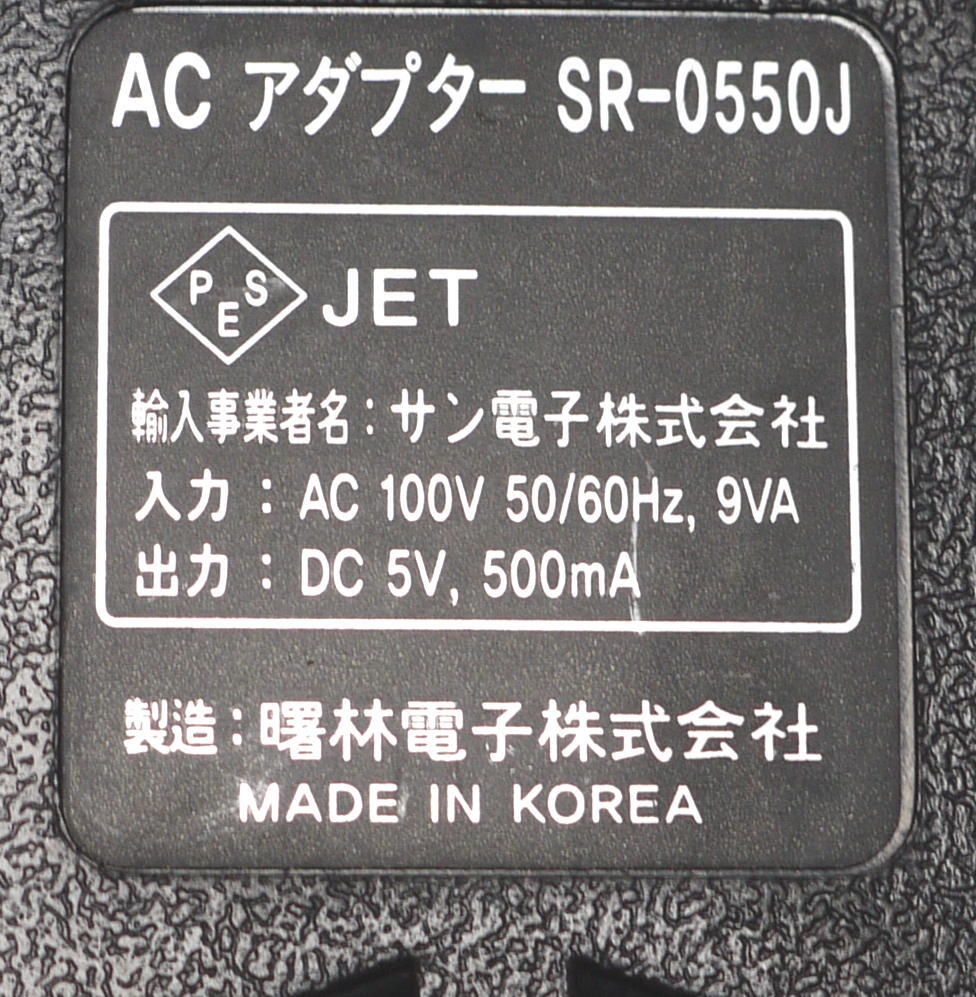 AC アダプター SR-0550J
PSE JET
輸入事業者名：サン電子株式会社
入力：AC 100V 50/60Hz, 9VA
出力：DC 5V, 500mA
製造：曙林電子株式会社
MADE IN KOREA